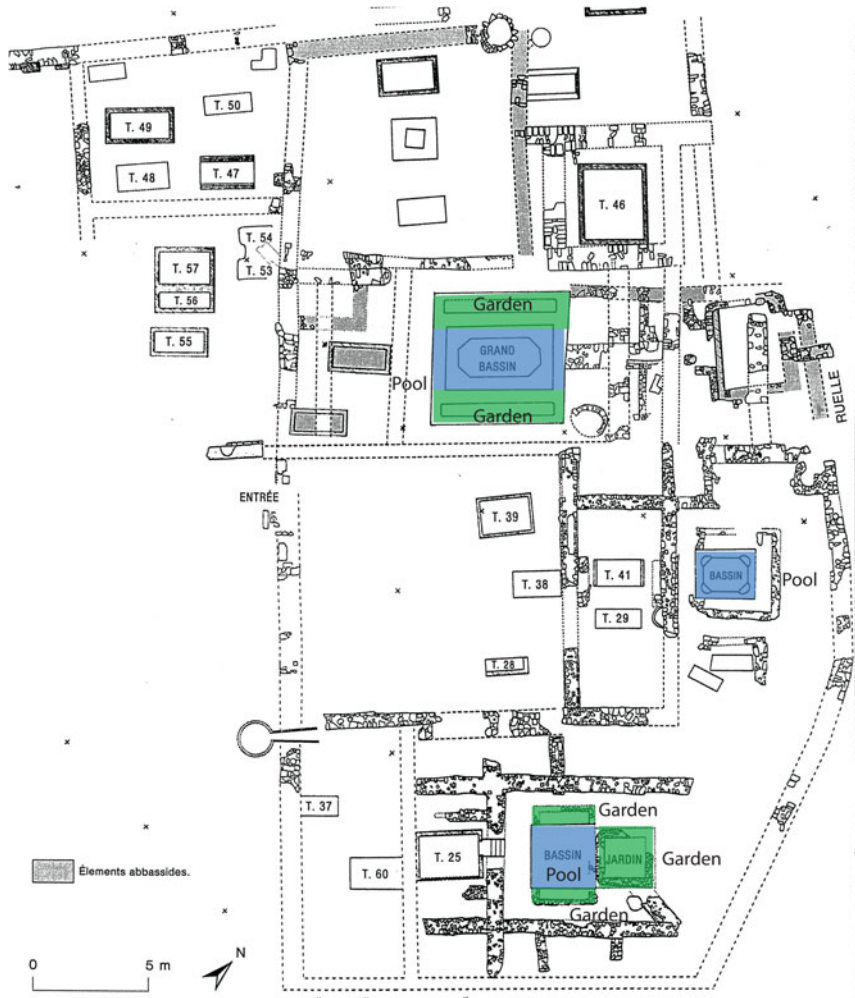 T. 50
T. 49
T. 48
T. 47
T. 46
T. 54
T. 53
T. 57
T. 56
T. 55
Garden
GRAND
BASSIN
Pool
Garden
RUELLE
ENTRÉE
T. 39
T. 38
T. 41
T. 29
T. 28
BASSIN
Pool
T. 37
T. 25
T. 60
Garden
BASSIN
Pool
JARDIN
Garden
Garden
Élements abbassides.
0
5 m
N